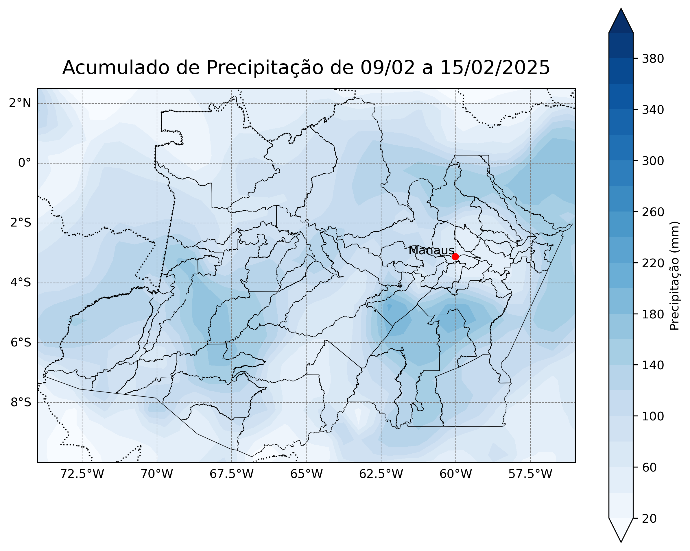 Acumulado de Precipitação de 09/02 a 15/02/2025
2°N
0°
2°S
4°S
6°S
8°S
72.5°W 70°W 67.5°W 65°W 62.5°W 60°W 57.5°W
Manaus
380
340
300
260
220
180
140
100
60
20
Precipitação (mm)